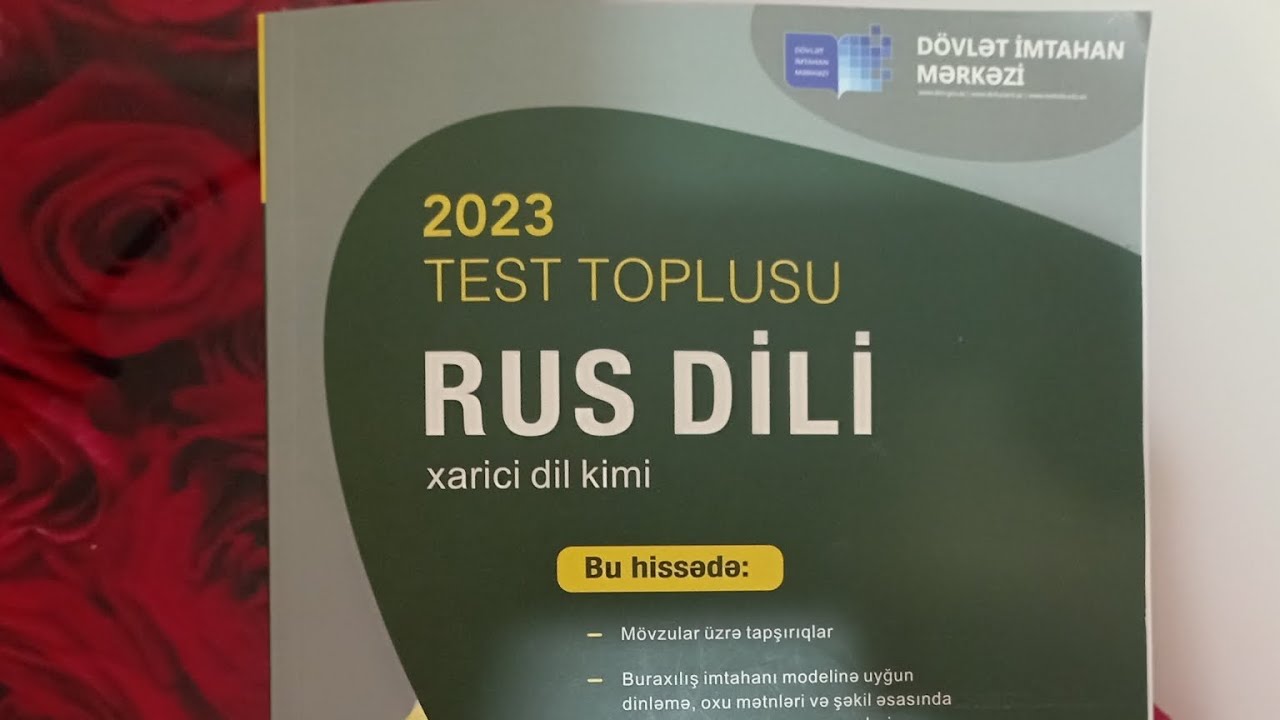 DÖVLƏT
İMTAHAN
MƏRKƏZİ
DÖVLƏT İMTAHAN
MƏRKƏZİ
2023
TEST TOPLUSU
RUS DİLİ
xarici dil kimi
Bu hissədə:
– Mövzular üzrə tapşırıqlar
– Buraxılış imtahanı modelinə uyğun
dinləmə, oxu mətnləri və şəkil əsasında